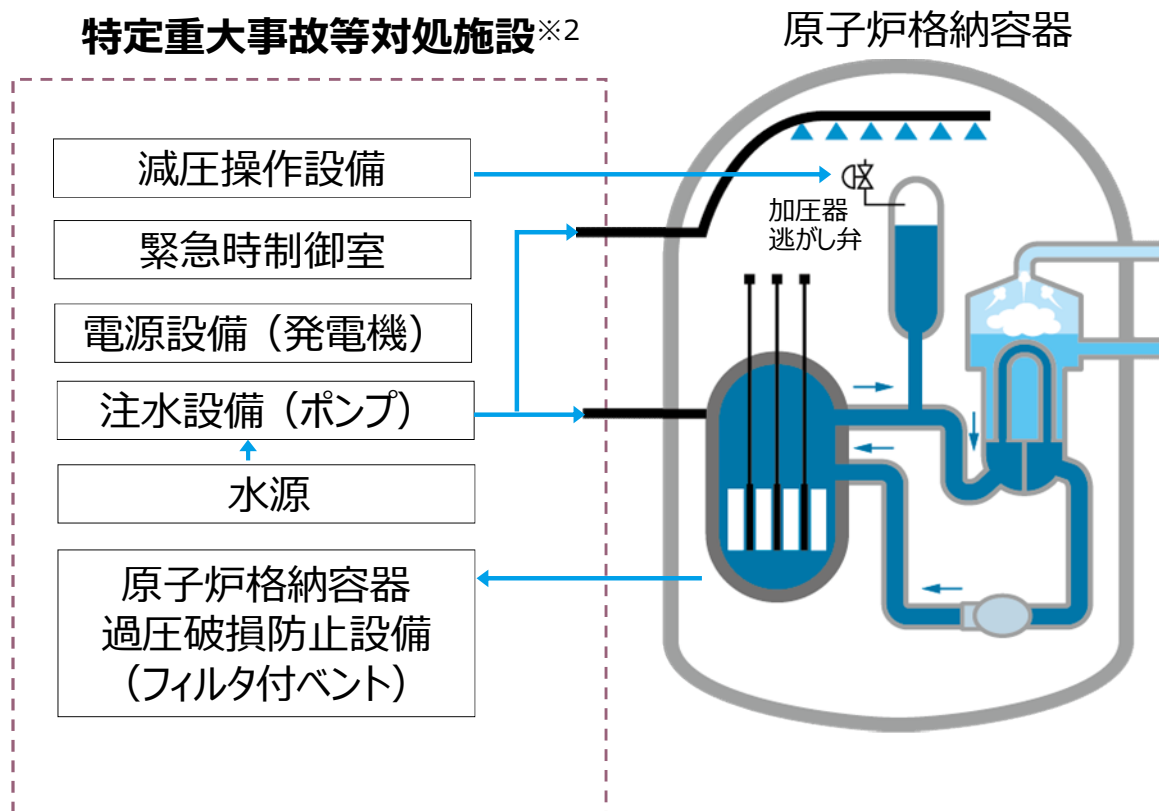 特定重大事故等対処施設※2
原子炉格納容器
減圧操作設備
緊急時制御室
電源設備（発電機）
注水設備（ポンプ）
水源
原子炉格納容器
過圧破損防止設備
（フィルタ付ベント）
加圧器
逃がし弁